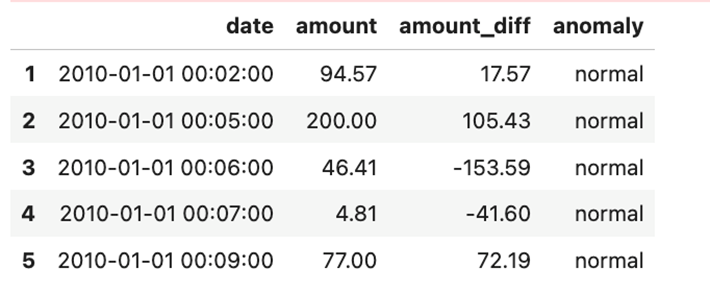 date amount amount_diff anomaly
1 2010-01-01 00:02:00 94.57 17.57 normal
2 2010-01-01 00:05:00 200.00 105.43 normal
3 2010-01-01 00:06:00 46.41 -153.59 normal
4 2010-01-01 00:07:00 4.81 -41.60 normal
5 2010-01-01 00:09:00 77.00 72.19 normal